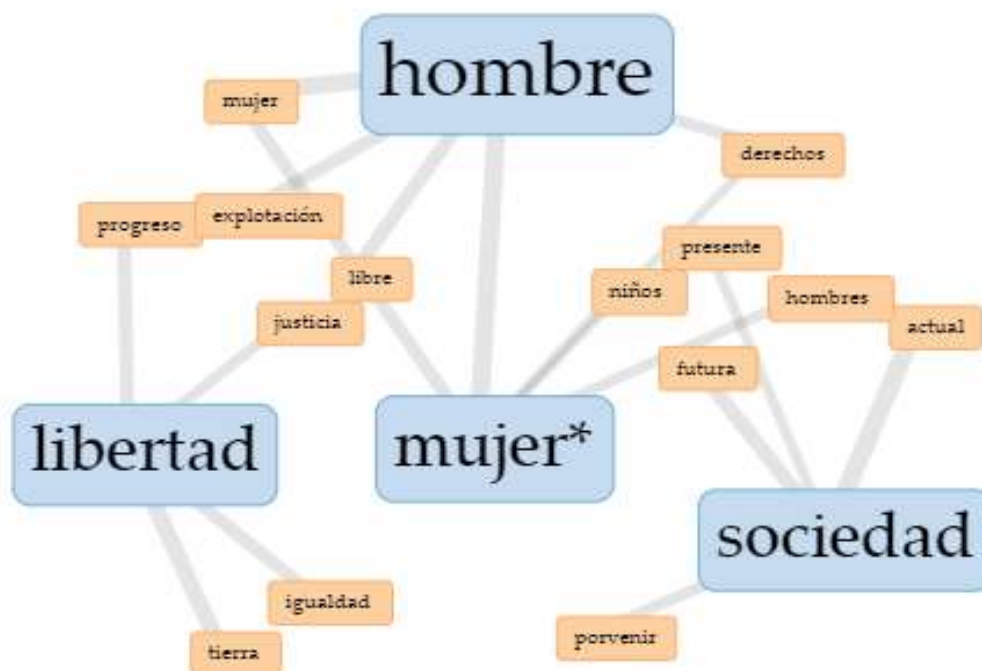 hombre
mujer
derechos
progreso
explotación
presente
libre
niños
hombres
justicia
actual
futura
libertad
mujer*
sociedad
igualdad
porvenir
tierra